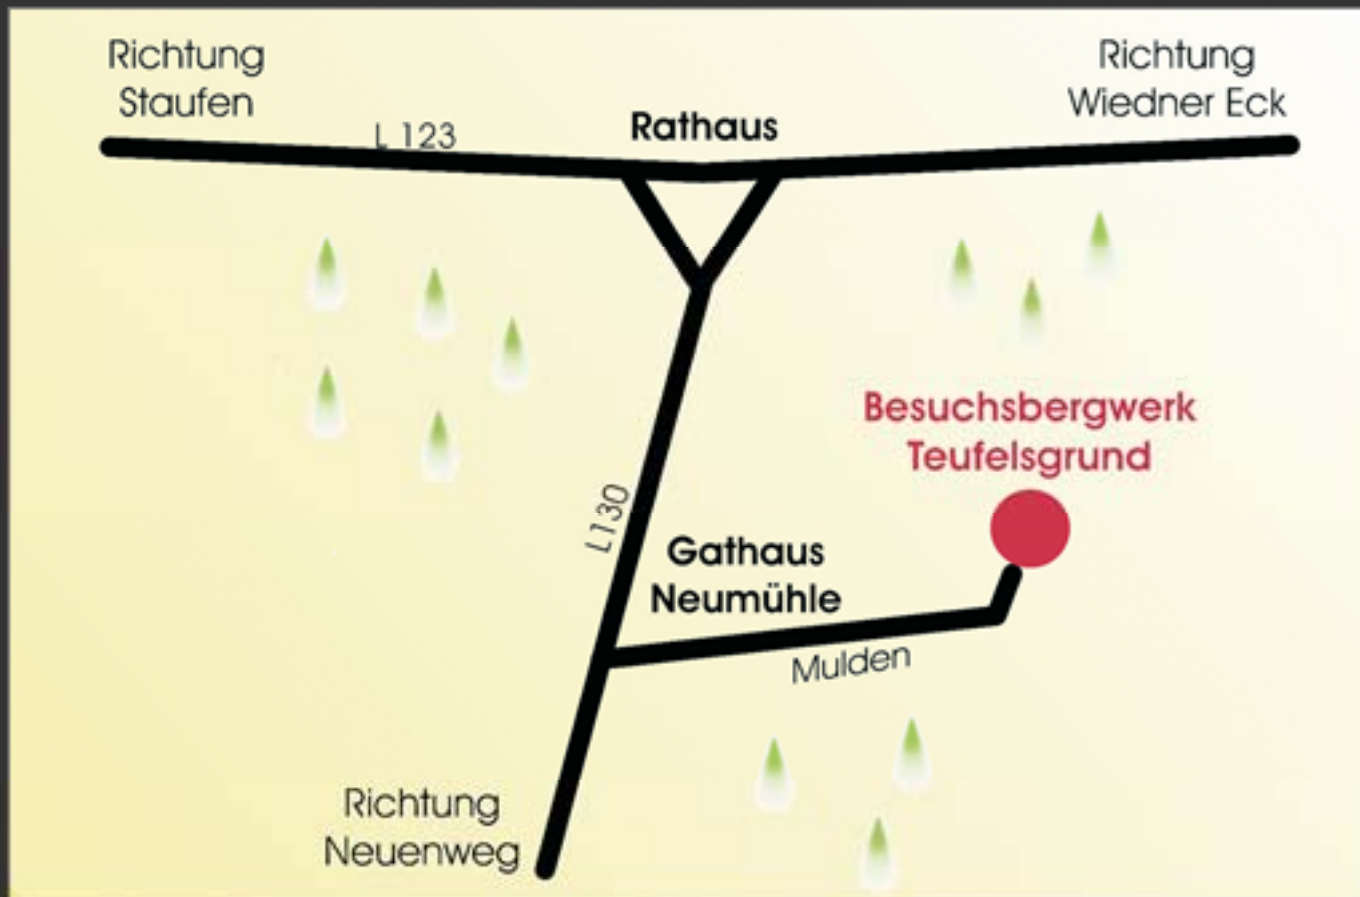 Richtung
Staufen
L 123
Rathaus
Richtung
Wiedner Eck
Besuchsbergwerk
Teufelsgrund
L130
Gathaus
Neumühle
Mulden
Richtung
Neuenweg